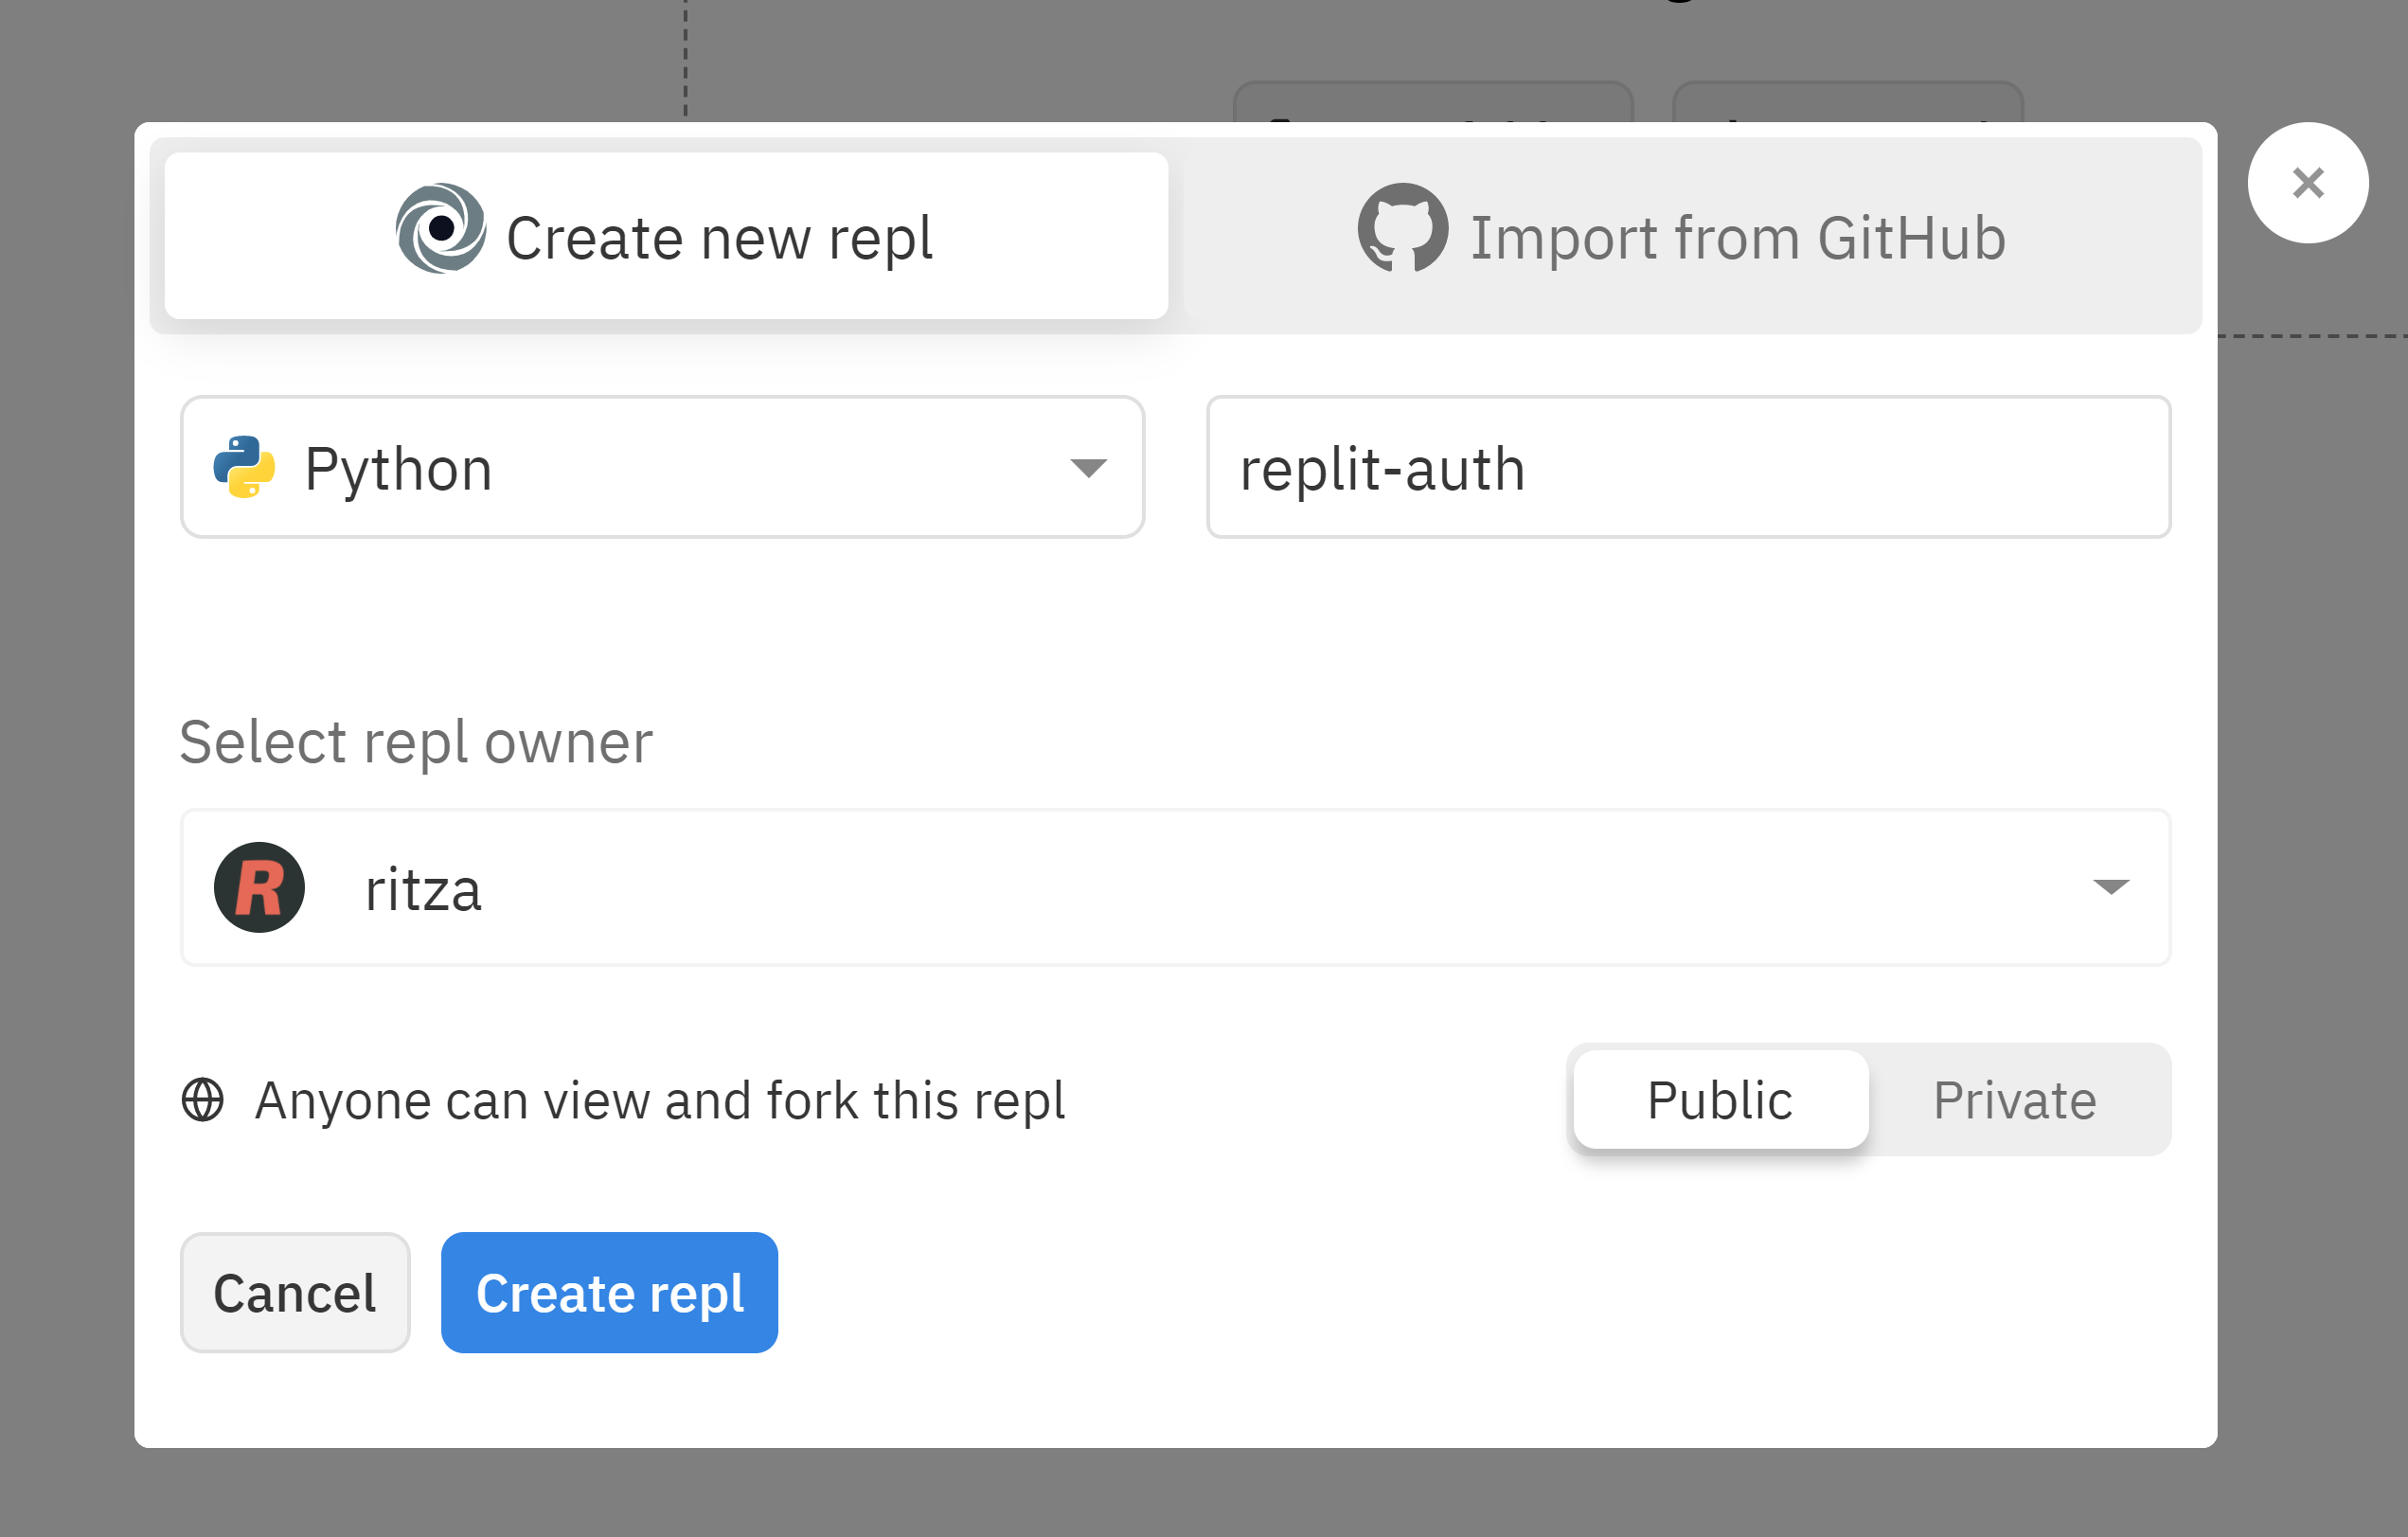 Create new repl
Import from GitHub
Python
replit-auth
Select repl owner
R
ritza
Anyone can view and fork this repl
Public
Private
Cancel
Create repl